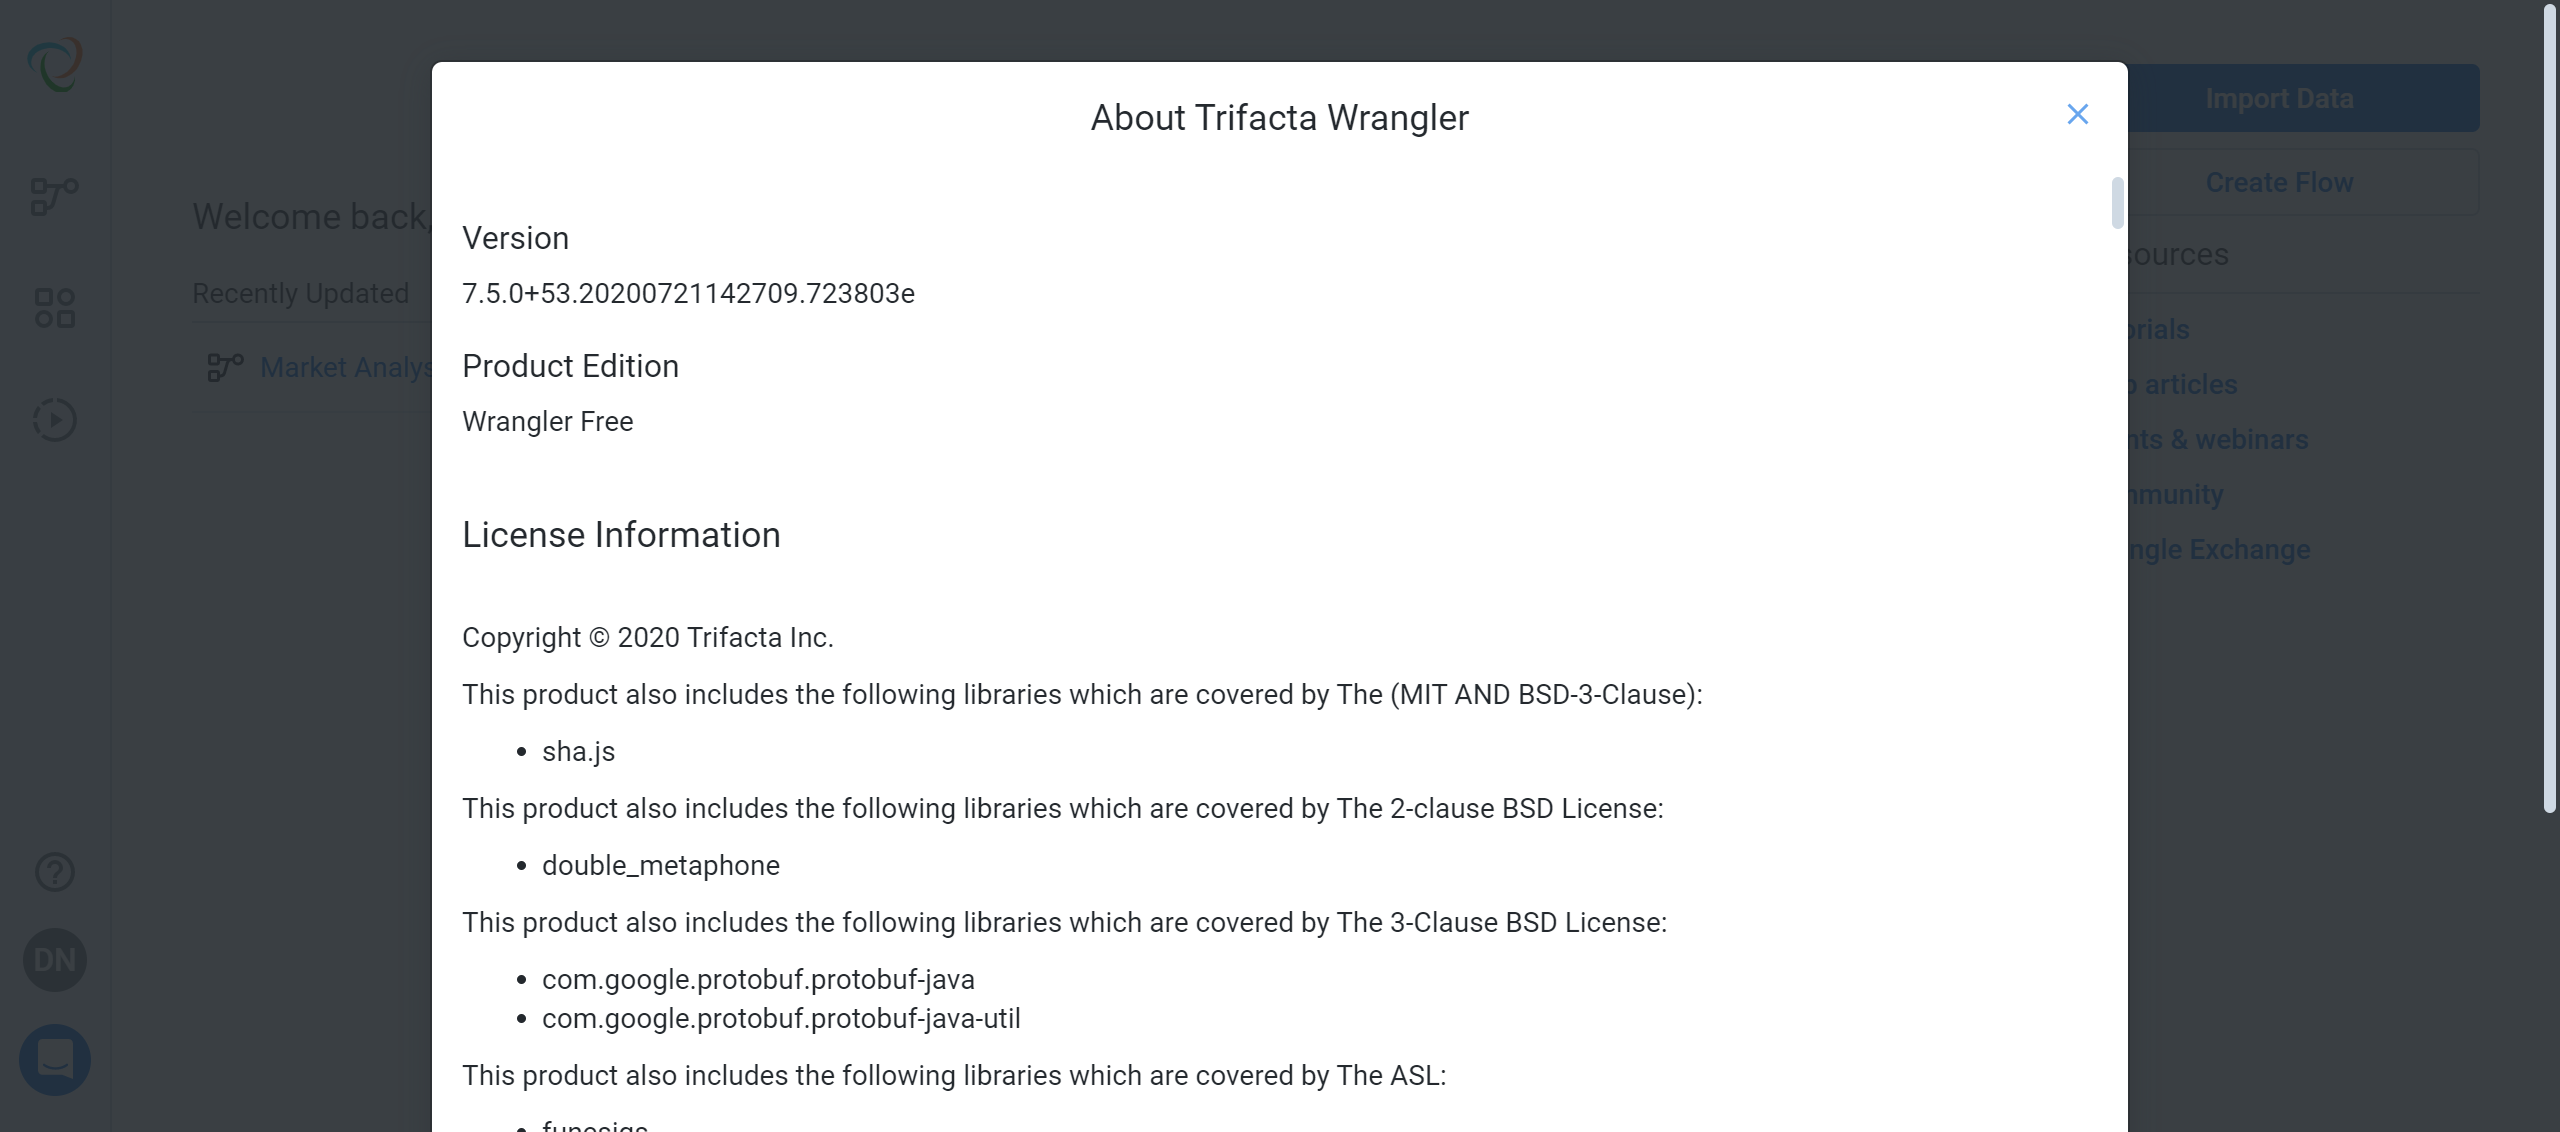 About Trifacta Wrangler
Version
7.5.0+53.20200721142709.723803e
Product Edition
Wrangler Free
License Information
Copyright © 2020 Trifacta Inc.
This product also includes the following libraries which are covered by The (MIT AND BSD-3-Clause):
• sha.js
This product also includes the following libraries which are covered by The 2-clause BSD License:
• double_metaphone
This product also includes the following libraries which are covered by The 3-Clause BSD License:
• com.google.protobuf.protobuf-java
• com.google.protobuf.protobuf-java-util
This product also includes the following libraries which are covered by The ASL:
Welcome back,
Recently Updated
Market Analys
DN
Import Data
Create Flow
sources
orials
articles
nts & webinars
mmunity
ngle Exchange